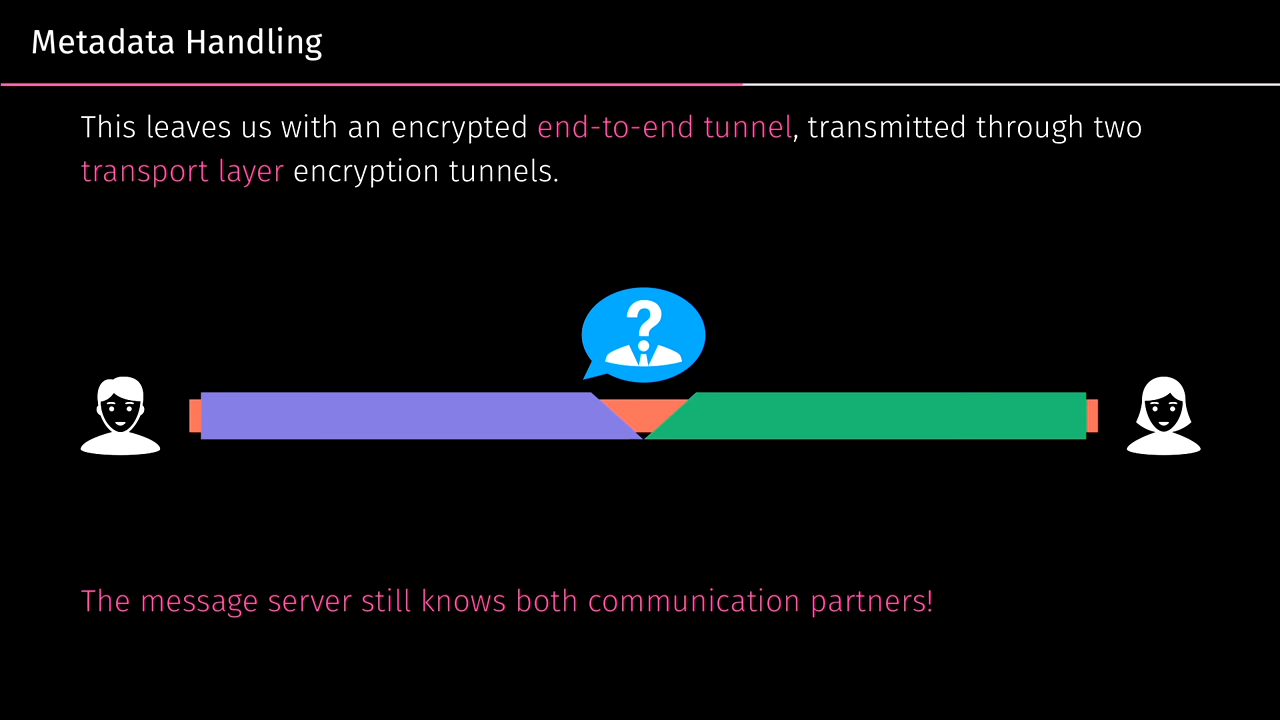 Metadata Handling
This leaves us with an encrypted end-to-end tunnel, transmitted through two
transport layer encryption tunnels.
?
The message server still knows both communication partners!